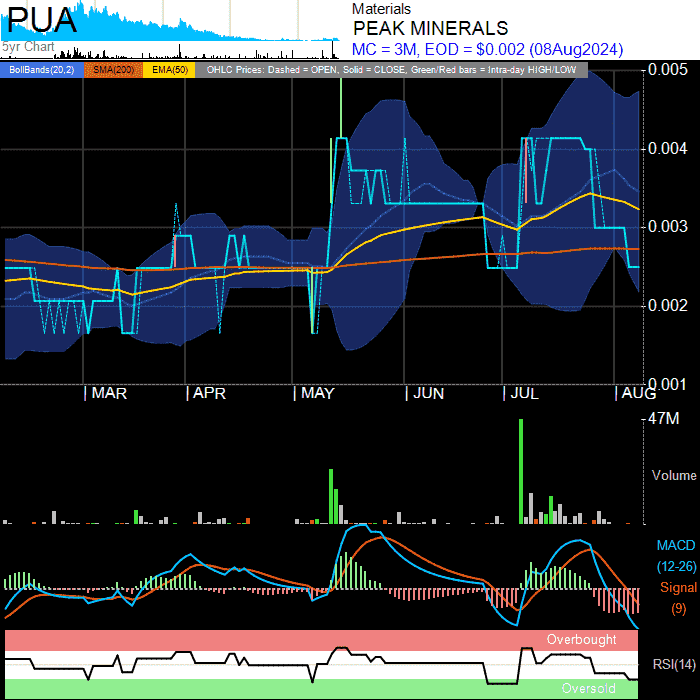 PUA
5yr Chart
Materials
PEAK MINERALS
MC = 3M, EOD = $0.002 (08Aug2024)
BollBands(20,2) SMA(200) EMA(50) OHLC Prices: Dashed = OPEN, Solid = CLOSE, Green/Red bars = Intra-day HIGH/LOW
0.005
0.004
0.003
0.002
0.001
| MAR | APR | MAY | JUN | JUL | AUG
47M
Volume
MACD
(12-26)
Signal
(9)
Overbought
RSI(14)
Oversold